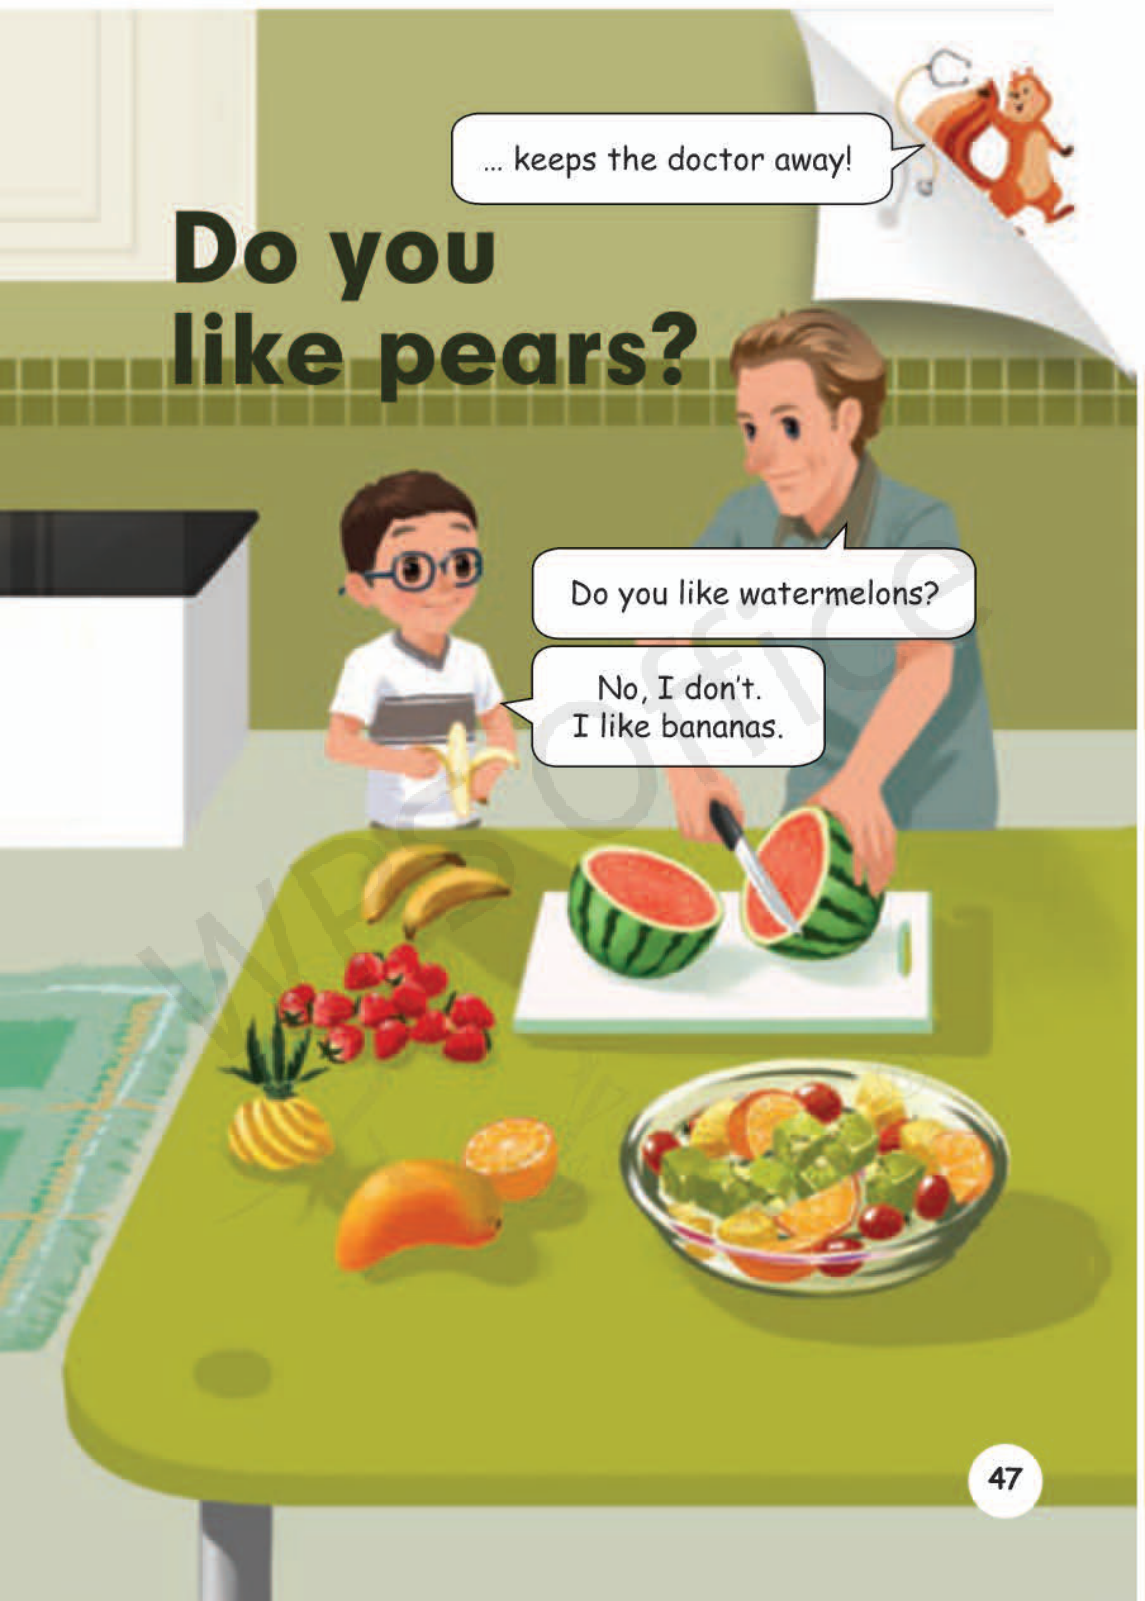 ... keeps the doctor away!
Do you
like pears?
Do you like watermelons?
No, I don't.
I like bananas.
WPS Office
47